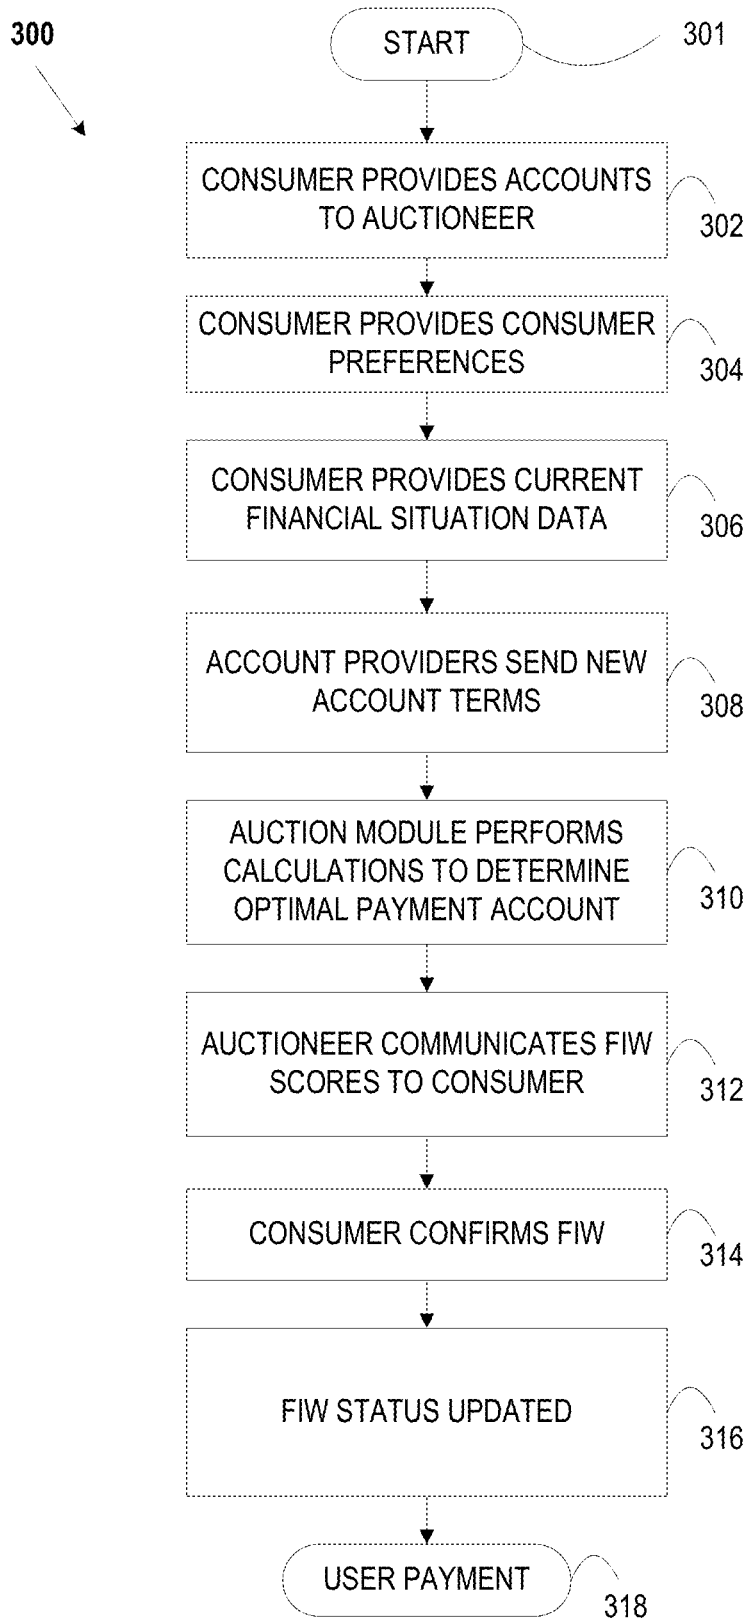 300
START
301
CONSUMER PROVIDES ACCOUNTS
TO AUCTIONEER
302
CONSUMER PROVIDES CONSUMER
PREFERENCES
304
CONSUMER PROVIDES CURRENT
FINANCIAL SITUATION DATA
306
ACCOUNT PROVIDERS SEND NEW
ACCOUNT TERMS
308
AUCTION MODULE PERFORMS
CALCULATIONS TO DETERMINE
OPTIMAL PAYMENT ACCOUNT
310
AUCTIONEER COMMUNICATES FIW
SCORES TO CONSUMER
312
CONSUMER CONFIRMS FIW
314
FIW STATUS UPDATED
316
USER PAYMENT
318